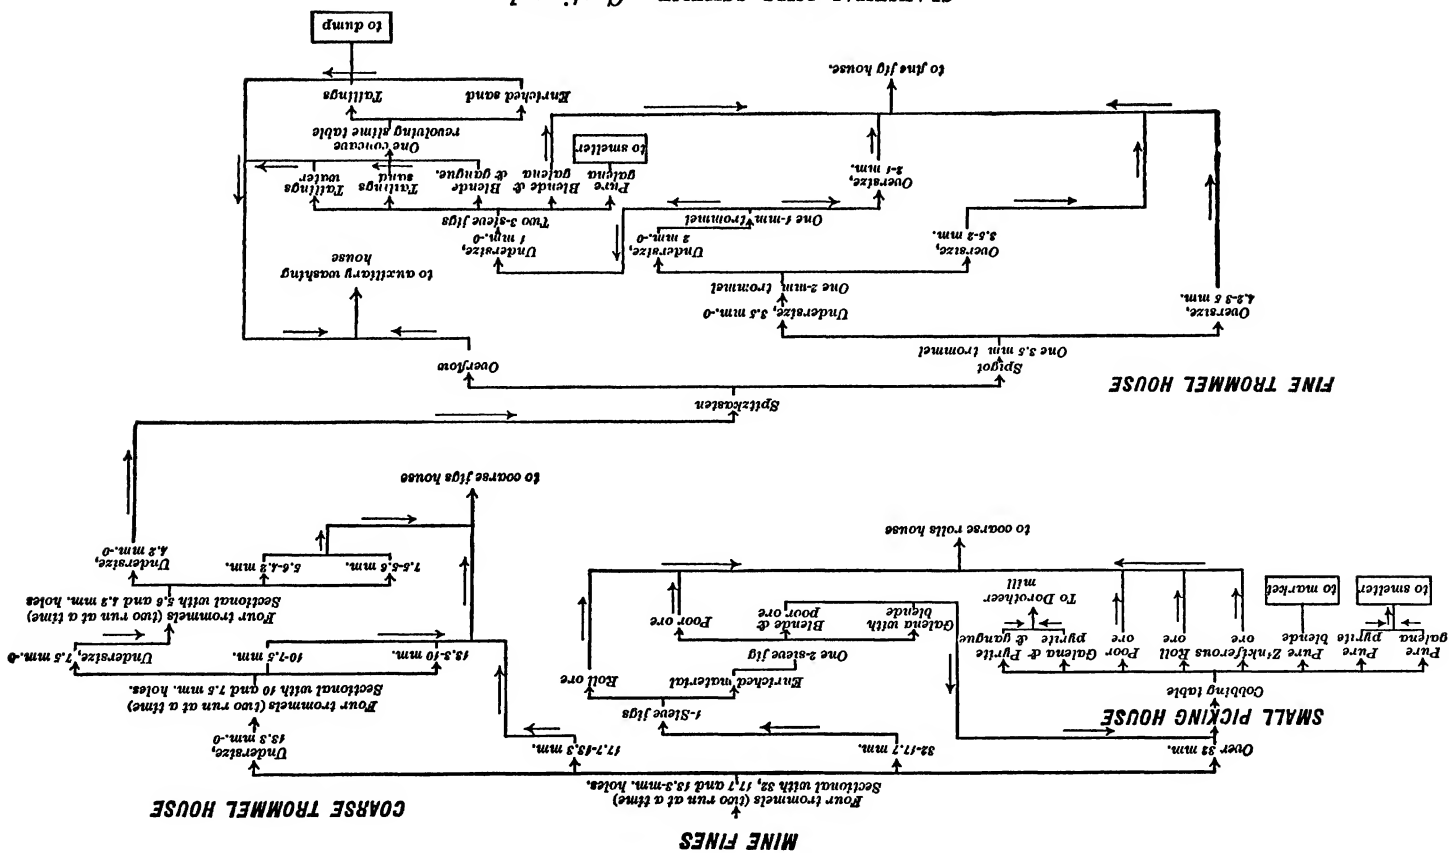 MINE FINES
Four trommels (two run at a time)
Sectional with 32, 17.7 and 13.3-mm. holes.
COARSE TROMMEL HOUSE
Over 32 mm.
32-17.7 mm.
17.7-13.3 mm.
Undersize,
13.3 mm.-0
SMALL PICKING HOUSE
Cobbing table
Pure
galena
Pure
pyrite
Pure
blende
Zinkiferous
ore
Roll
ore
Poor
ore
Galena &
pyrite & gangue
Pyrite
to smelter
to market
To Dorotheer
mill
1-Sieve jigs
Enriched
material
Roll ore
One 2-sieve jig
Galena with
blende
Blende &
poor ore
Poor ore
to coarse rolls house
Four trommels (two run at a time)
Sectional with 10 and 7.5 mm. holes.
13.3-10 mm.
10-7.5 mm.
Undersize, 7.5 mm.-0
Four trommels (two run at a time)
Sectional with 5.6 and 4.2 mm. holes.
7.5-5.6 mm.
5.6-4.2 mm.
Undersize,
4.2 mm.-0
to coarse jigs house
Spitzkasten
FINE TROMMEL HOUSE
Spigot
One 3.5 mm trommel
Overflow
Oversize,
4.2-3.5 mm.
Undersize, 3.5 mm.-0
One 2-mm trommel
to auxiliary washing
house
Oversize,
3.5-2 mm.
Undersize,
2 mm.-0
One 1-mm
trommel
Undersize,
1 mm.-0
Two 3-sieve jigs
Oversize,
2-1 mm.
Pure
galena
Blende &
galena
Blende
& gangue.
Tailings
sand
Tailings
water
to smelter
One concave
revolving slime table
Enriched sand
Tailings
to fine jig house.
to dump